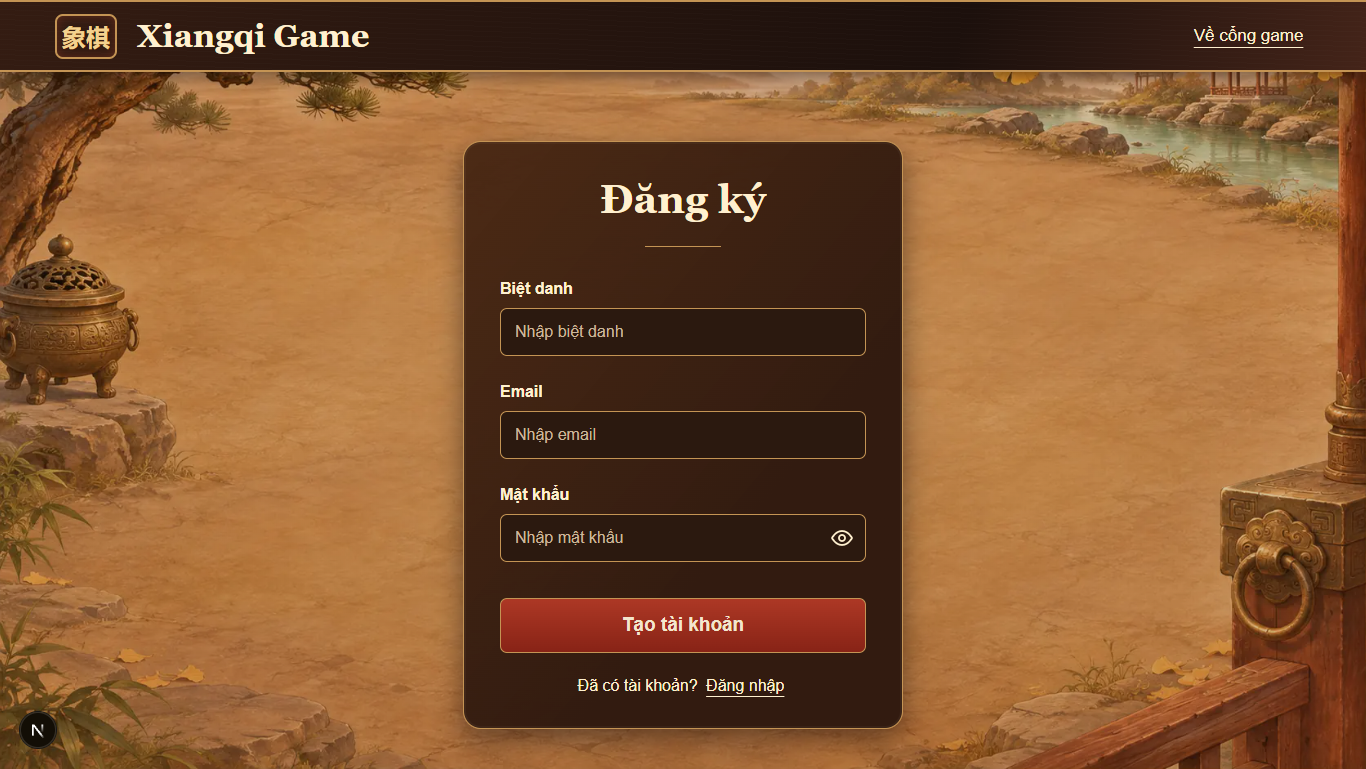 象棋 Xiangqi Game
Về cổng game
Đăng ký
Biệt danh
Nhập biệt danh
Email
Nhập email
Mật khẩu
Nhập mật khẩu
Tạo tài khoản
Đã có tài khoản? Đăng nhập
N